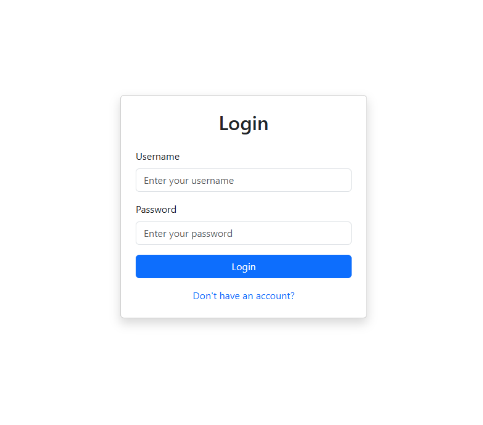 Login
Username
Enter your username
Password
Enter your password
Login
Don't have an account?